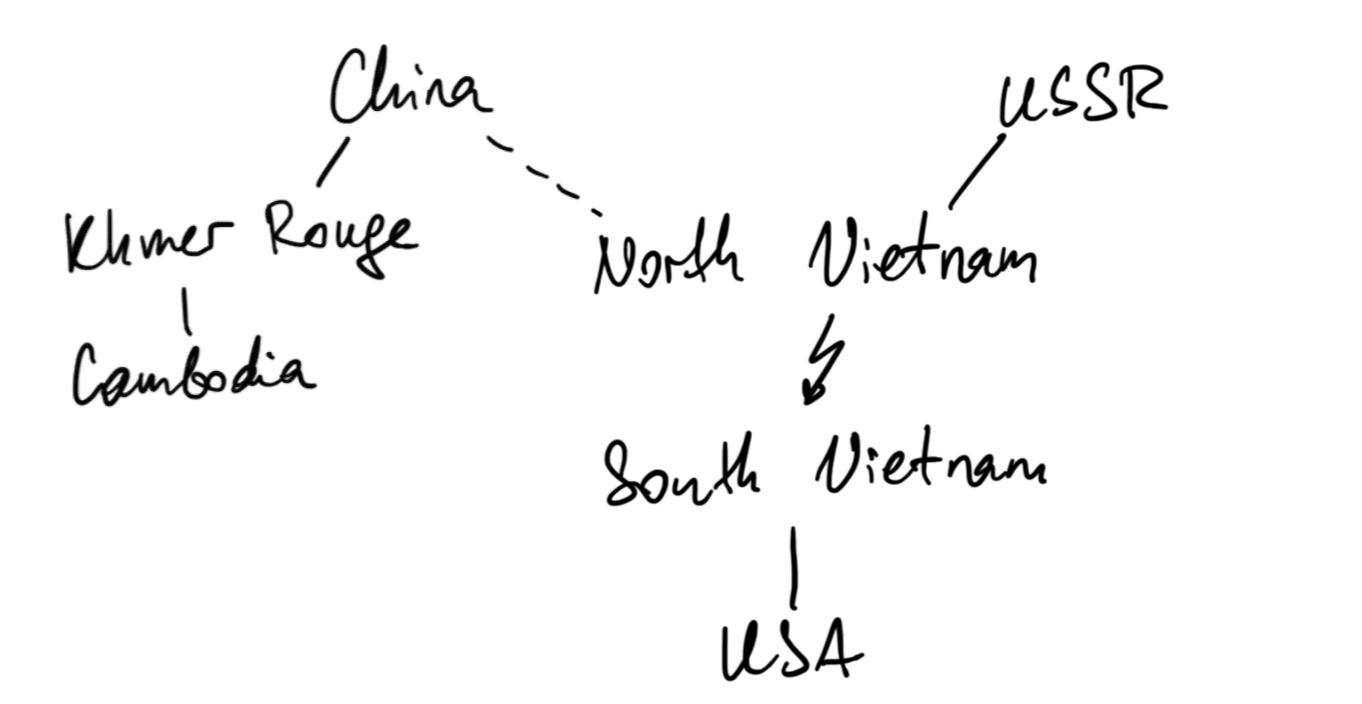 China
USSR
Khmer Rouge
North Vietnam
Cambodia
South Vietnam
USA